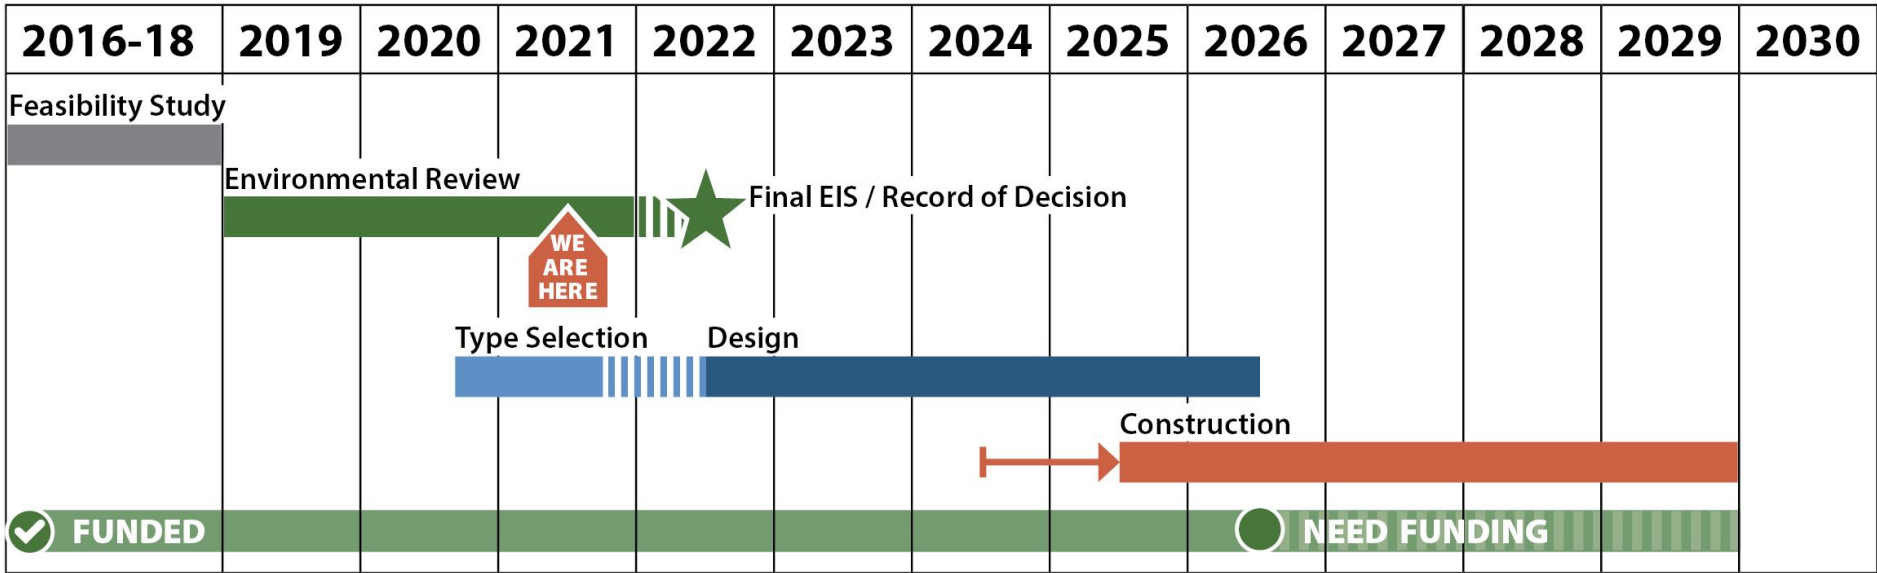 2016-18 2019 2020 2021 2022 2023 2024 2025 2026 2027 2028 2029 2030
Feasibility Study
Environmental Review
Final EIS / Record of Decision
WE
ARE
HERE
Type Selection Design
Construction
FUNDED NEED FUNDING